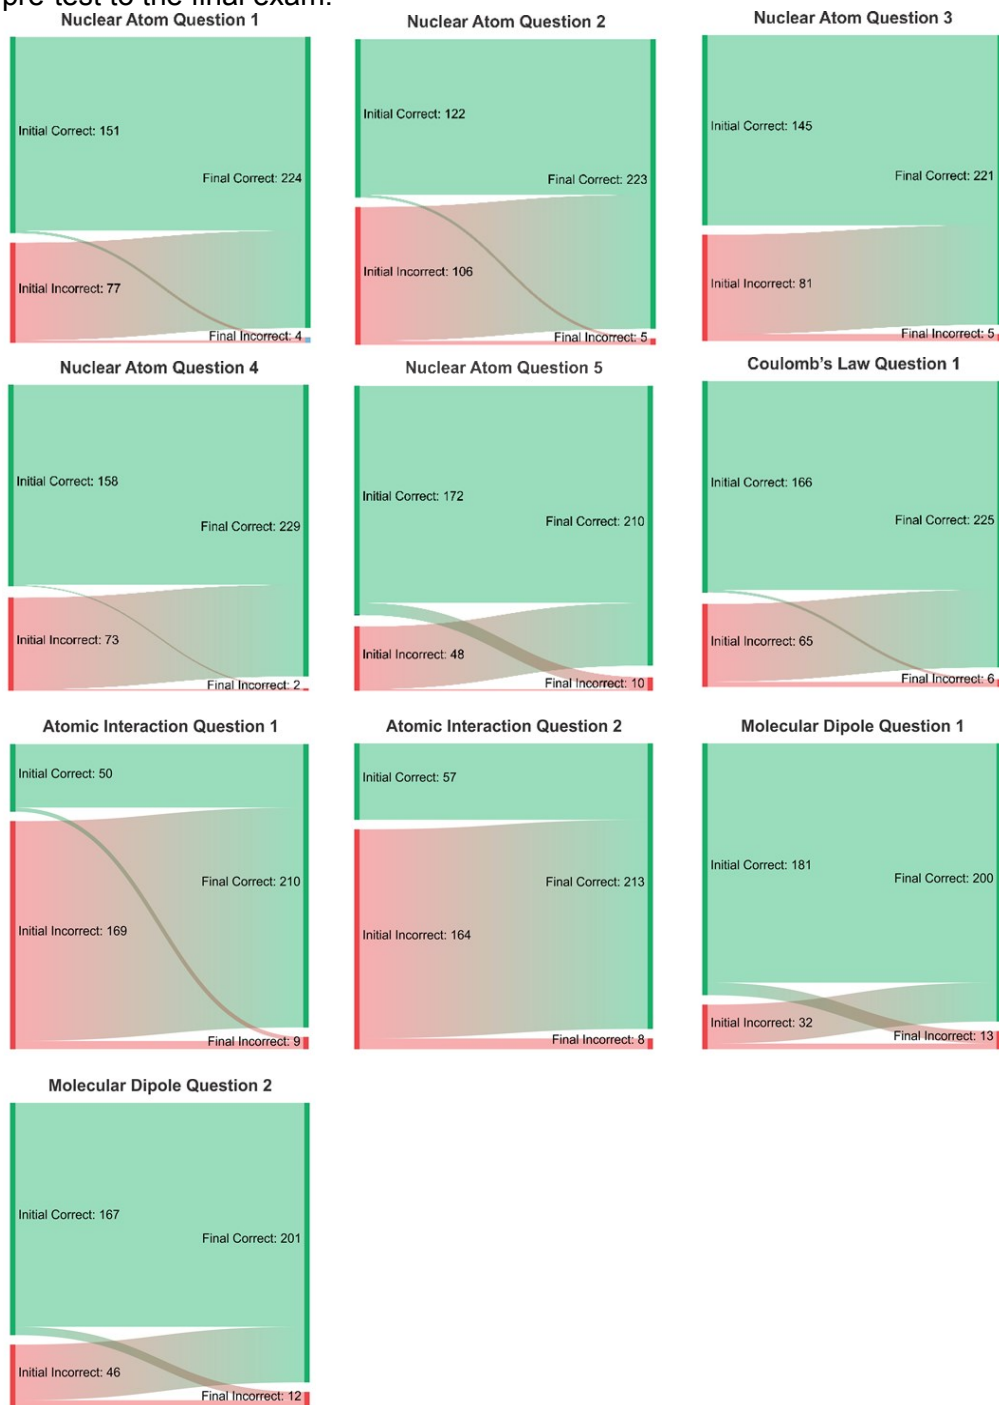 pre-test to the final exam.
Nuclear Atom Question 1
Initial Correct: 151
Final Correct: 224
Initial Incorrect: 77
Final Incorrect: 4
Nuclear Atom Question 2
Initial Correct: 122
Final Correct: 223
Initial Incorrect: 106
Final Incorrect: 5
Nuclear Atom Question 3
Initial Correct: 145
Final Correct: 221
Initial Incorrect: 81
Final Incorrect: 5
Nuclear Atom Question 4
Initial Correct: 158
Final Correct: 229
Initial Incorrect: 73
Final Incorrect: 2
Nuclear Atom Question 5
Initial Correct: 172
Final Correct: 210
Initial Incorrect: 48
Final Incorrect: 10
Coulomb’s Law Question 1
Initial Correct: 166
Final Correct: 225
Initial Incorrect: 65
Final Incorrect: 6
Atomic Interaction Question 1
Initial Correct: 50
Final Correct: 210
Initial Incorrect: 169
Final Incorrect: 9
Atomic Interaction Question 2
Initial Correct: 57
Final Correct: 213
Initial Incorrect: 164
Final Incorrect: 8
Molecular Dipole Question 1
Initial Correct: 181
Final Correct: 200
Initial Incorrect: 32
Final Incorrect: 13
Molecular Dipole Question 2
Initial Correct: 167
Final Correct: 201
Initial Incorrect: 46
Final Incorrect: 12